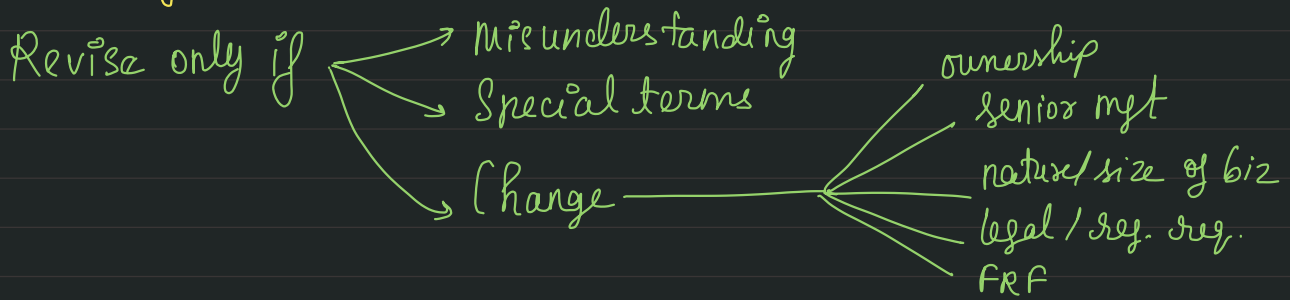 Revise only if
Misunderstanding
Special terms
Change
ownership
senior mgt
nature/size of biz
legal / reg. req.
FRF